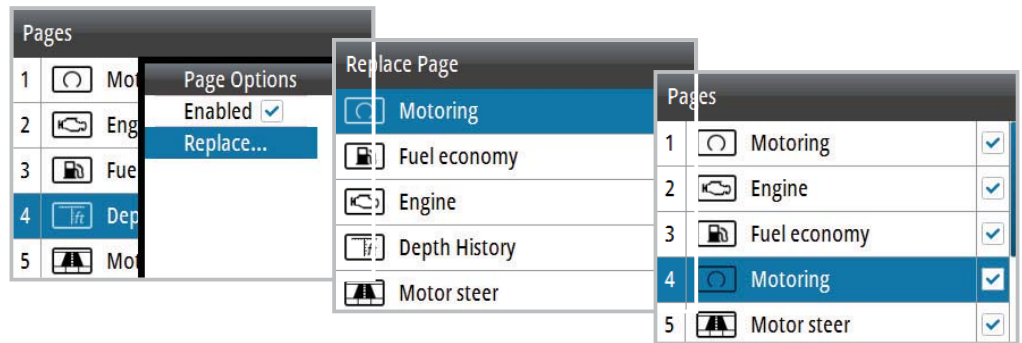 Pages
1 Mot
2 Eng
3 Fue
4 ft Dep
5 Mot
Page Options
Enabled
Replace...
Replace Page
Motoring
Fuel economy
Engine
ft Depth History
Motor steer
Pages
1 Motoring
2 Engine
3 Fuel economy
4 Motoring
5 Motor steer